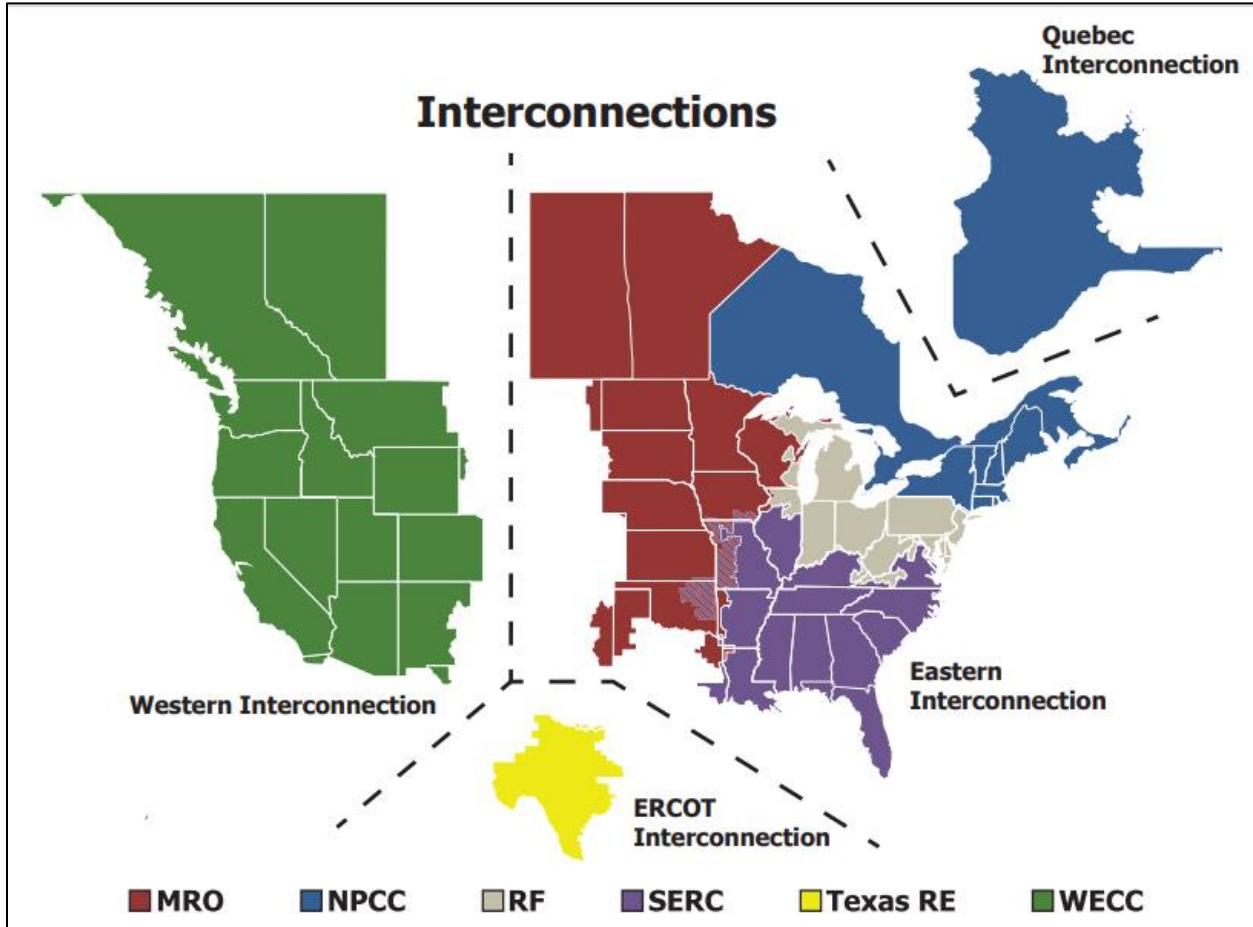 Quebec
Interconnection
Interconnections
Western Interconnection
Eastern
Interconnection
ERCOT
Interconnection
MRO NPCC RF SERC Texas RE WECC